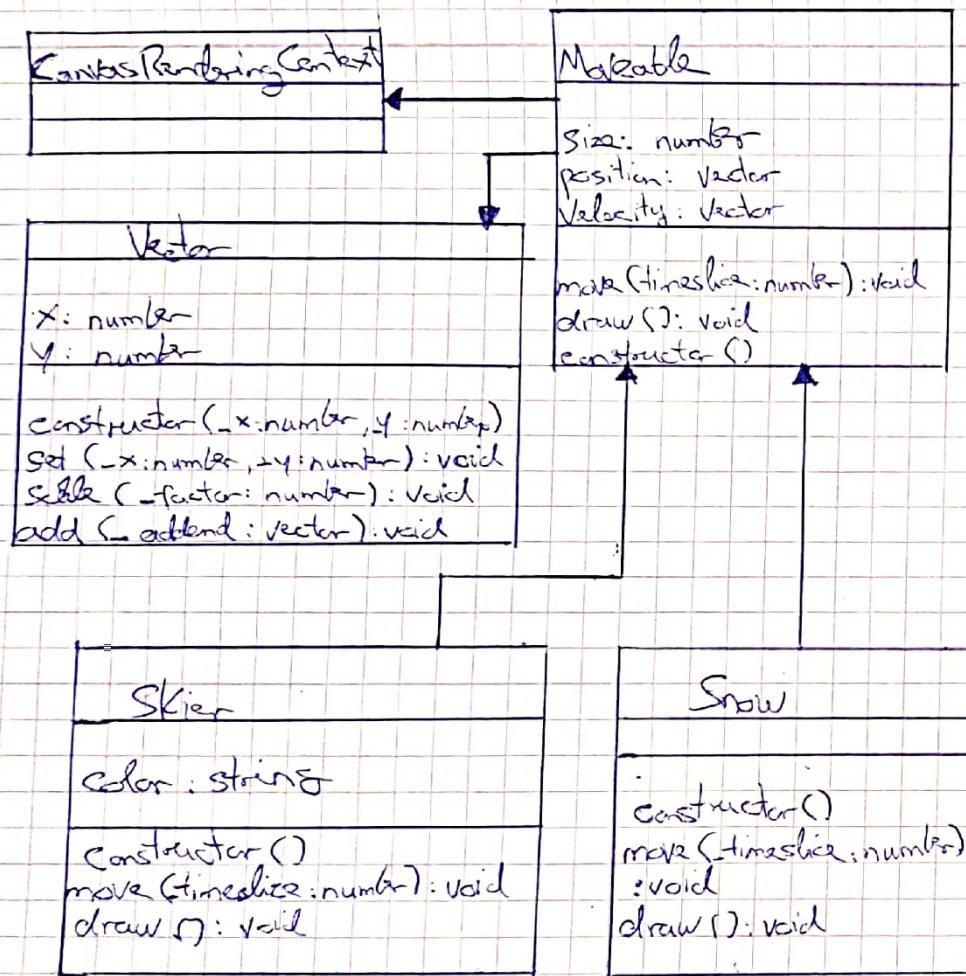 CanvasRenderingContext
Moveable
size: number
position: vector
Velocity: Vector
move(timeslice:number):void
draw(): void
constructor()
Vector
x: number
y: number
constructor(_x:number,_y:number)
set (_x:number,_y:number):void
scale (_factor: number): void
add (_addend: vector): void
Skier
color: string
constructor()
move(timeslice:number): void
draw(): void
Snow
constructor()
move(_timeslice:number)
:void
draw(): void